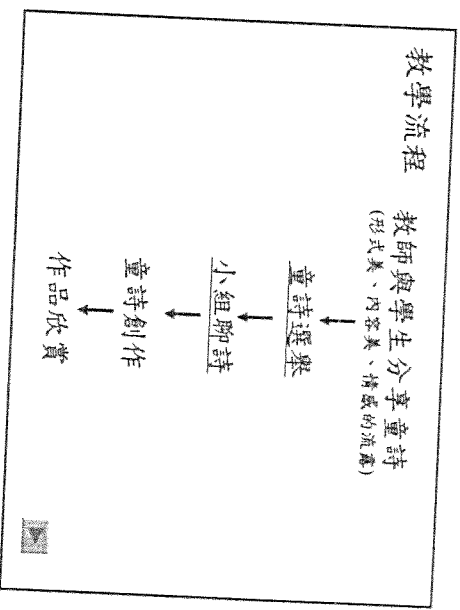 教學流程
教師與學生分享童詩
(形式美、內容美、情感的流露)
童詩選舉
小組聊詩
童詩創作
作品欣賞